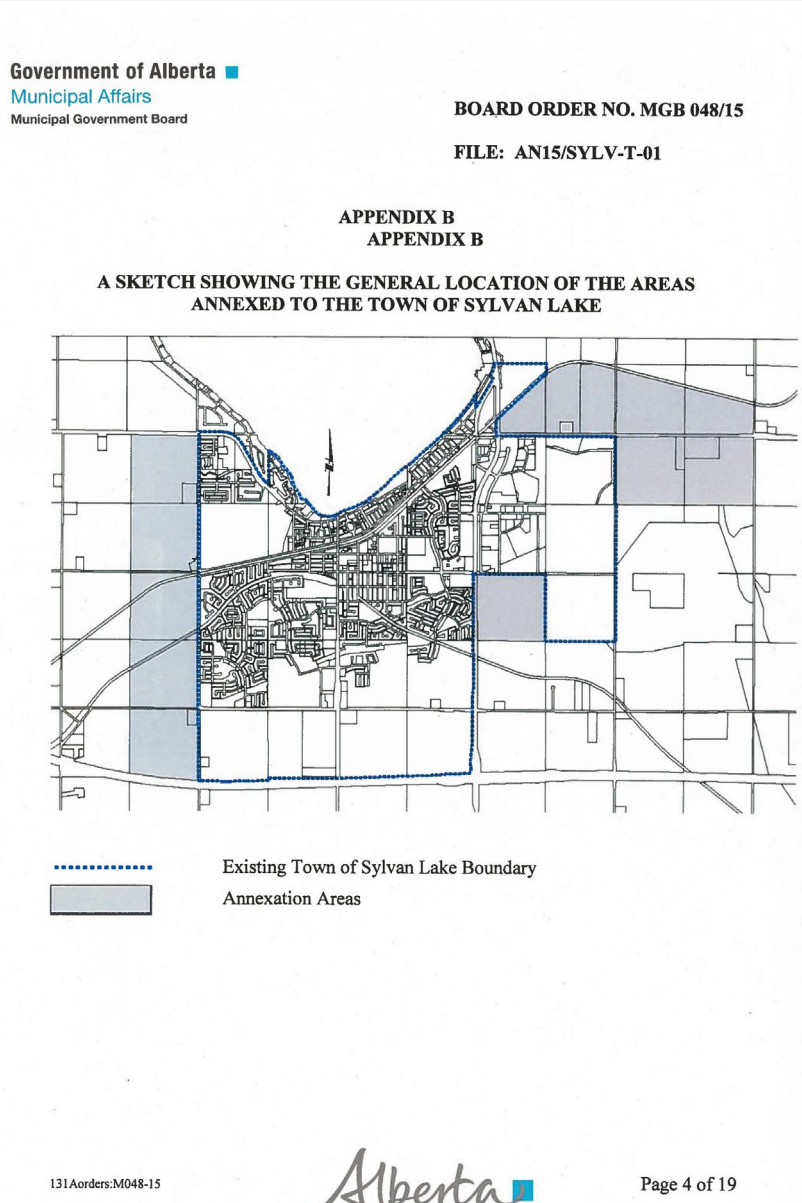 Government of Alberta
Municipal Affairs
Municipal Government Board
BOARD ORDER NO. MGB 048/15
FILE: AN15/SYLV-T-01
APPENDIX B
APPENDIX B
A SKETCH SHOWING THE GENERAL LOCATION OF THE AREAS
ANNEXED TO THE TOWN OF SYLVAN LAKE
N
Existing Town of Sylvan Lake Boundary
Annexation Areas
131Aorders:M048-15
Alberta
Page 4 of 19